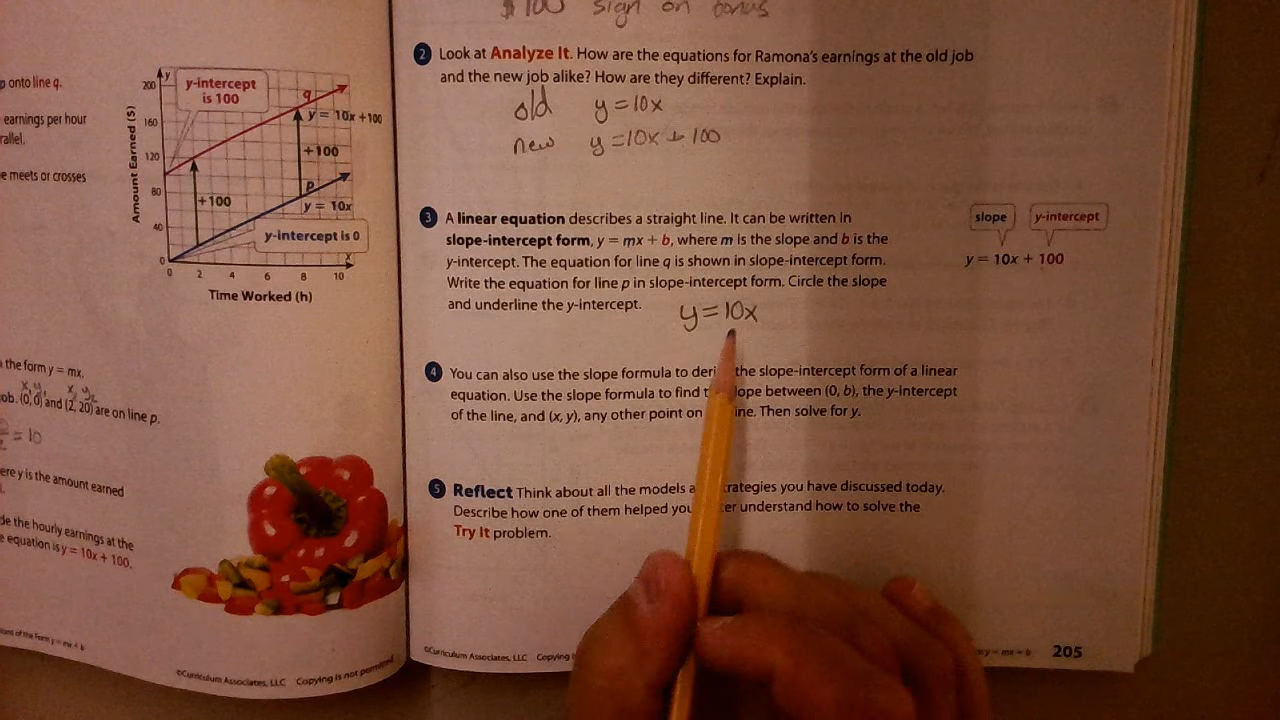 $100 sign on bonus
p onto line q.
earnings per hour
rallel.
e meets or crosses
y
200
160
120
80
40
0
0 2 4 6 8 10
x
Amount Earned ($)
Time Worked (h)
y-intercept
is 100
q
y = 10x + 100
+100
+100
p
y = 10x
y-intercept is 0
the form y = mx.
ob. (0, 0) and (2, 20) are on line p.
= 10
ere y is the amount earned
de the hourly earnings at the
e equation is y = 10x + 100.
©Curriculum Associates, LLC Copying is not permitted
2 Look at Analyze It. How are the equations for Ramona's earnings at the old job
and the new job alike? How are they different? Explain.
old y = 10x
new y = 10x + 100
3 A linear equation describes a straight line. It can be written in
slope-intercept form, y = mx + b, where m is the slope and b is the
y-intercept. The equation for line q is shown in slope-intercept form.
Write the equation for line p in slope-intercept form. Circle the slope
and underline the y-intercept.
y = 10x
slope
y-intercept
y = 10x + 100
4 You can also use the slope formula to deri the slope-intercept form of a linear
equation. Use the slope formula to find t lope between (0, b), the y-intercept
of the line, and (x, y), any other point on ine. Then solve for y.
5 Reflect Think about all the models a rategies you have discussed today.
Describe how one of them helped you er understand how to solve the
Try It problem.
©Curriculum Associates, LLC Copying i
y = mx + b 205